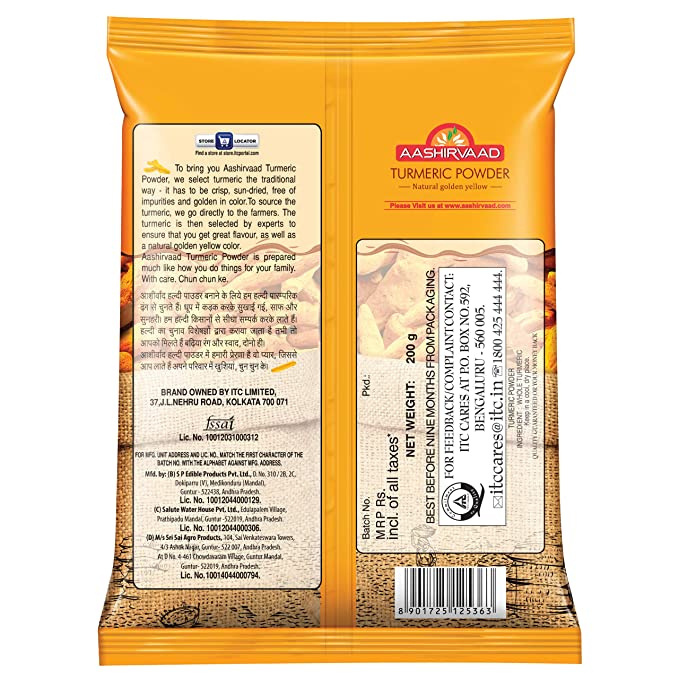 STORE LOCATOR
Find a store at store.itcportal.com
To bring you Aashirvaad Turmeric
Powder, we select turmeric the traditional
way - it has to be crisp, sun-dried, free of
impurities and golden in color.To source the
turmeric, we go directly to the farmers. The
turmeric is then selected by experts to
ensure that you get great flavour, as well as
a natural golden yellow color.
Aashirvaad Turmeric Powder is prepared
much like how you do things for your family.
With care. Chun chun ke.
आशीर्वाद हल्दी पाउडर बनाने के लिये हम हल्दी पारम्परिक
ढंग से चुनते हैं। धूप में कड़क करके सुखाई गई, साफ और
सुनहरी। हम हल्दी किसानों से सीधा सम्पर्क करके लाते हैं।
हल्दी का चुनाव विशेषज्ञों द्वारा कराया जाता है तभी तो
आपको मिलते हैं बढ़िया रंग और स्वाद, दोनो।
आशीर्वाद हल्दी पाउडर में हमारी प्रेरणा है वो प्यार, जिससे
आप लाते हैं अपने परिवार में खुशियां, चुन चुन के।
BRAND OWNED BY ITC LIMITED,
37,J.L.NEHRU ROAD, KOLKATA 700 071
fssai
Lic. No. 10012031000312
FOR MFG. UNIT ADDRESS AND LIC. NO., MATCH THE FIRST CHARACTER OF THE
BATCH NO. WITH THE ALPHABET AGAINST MFG. ADDRESS.
Mfd. by: (B) S P Edible Products Pvt. Ltd., D. No. 310 / 2B, 2C,
Dokiparru (V), Medikonduru (Mandal),
Guntur - 522438, Andhra Pradesh.
Lic. No. 10012044000129.
(C) Salute Water House Pvt. Ltd., Edulapalem Village,
Prathipadu Mandal, Guntur -522019, Andhra Pradesh.
Lic. No. 10012044000306.
(D) M/s Sri Sai Agro Products, 104, Sai Venkateswara Towers,
4/3 Ashok Nagar, Guntur- 522 007, Andhra Pradesh.
At D No. 4-461 Chowdavaram Village, Guntur Mandal,
Guntur -522019, Andhra Pradesh.
Lic. No. 10014044000794.
AASHIRVAAD
TURMERIC POWDER
Natural golden yellow
Please Visit us at www.aashirvaad.com
Batch No.
MRP Rs.
incl. of all taxes
Pkd.:
NET WEIGHT: 200 g
BEST BEFORE NINE MONTHS FROM PACKAGING.
FOR FEEDBACK/COMPLAINT CONTACT:
ITC CARES AT P.O. BOX NO.592,
BENGALURU - 560 005.
itccares@itc.in 1800 425 444 444.
TURMERIC POWDER
INGREDIENT : WHOLE TURMERIC
Keep in a cool, dry place.
QUALITY GUARANTEED OR YOUR MONEY BACK
8 901725 125363